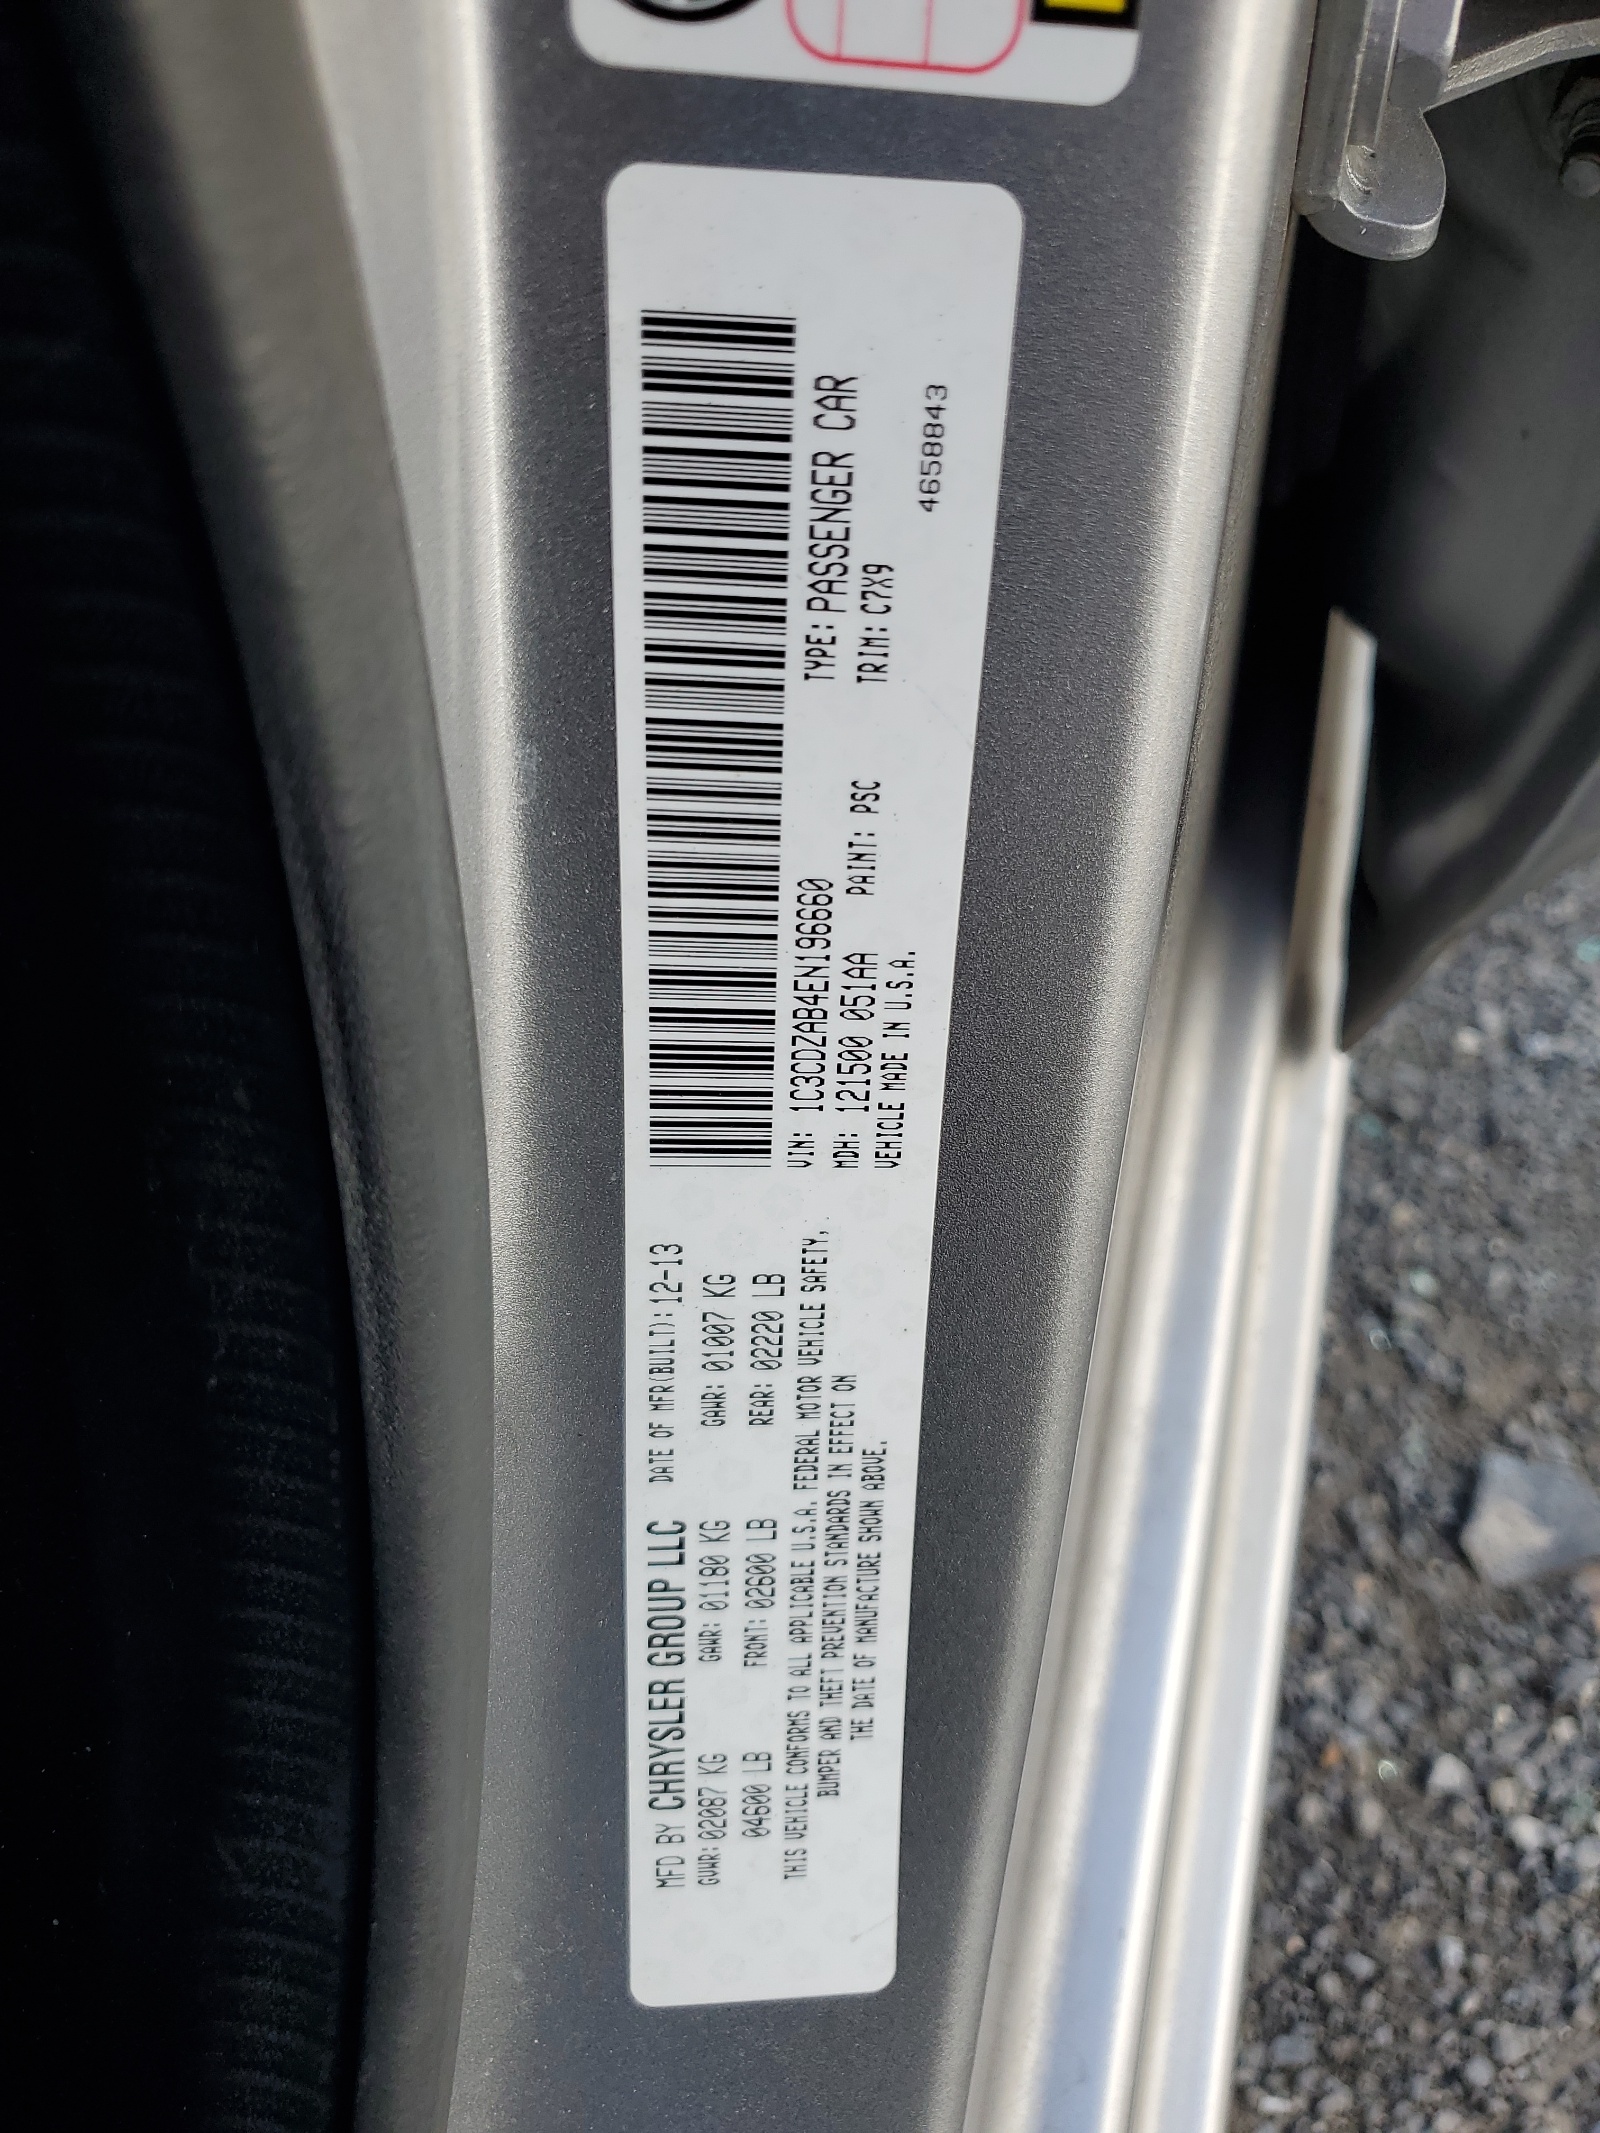 MFD BY CHRYSLER GROUP LLC DATE OF MFR(BUILT): 12-13
GVWR: 02087 KG GAWR: 01180 KG GAWR: 01007 KG
04600 LB FRONT: 02600 LB REAR: 02220 LB
THIS VEHICLE CONFORMS TO ALL APPLICABLE U.S.A. FEDERAL MOTOR VEHICLE SAFETY,
BUMPER AND THEFT PREVENTION STANDARDS IN EFFECT ON
THE DATE OF MANUFACTURE SHOWN ABOVE.
VIN: 1C3CDZAB4EN196660 TYPE: PASSENGER CAR
MDH: 121500 051AA PAINT: PSC TRIM: C7X9
VEHICLE MADE IN U.S.A.
4658843